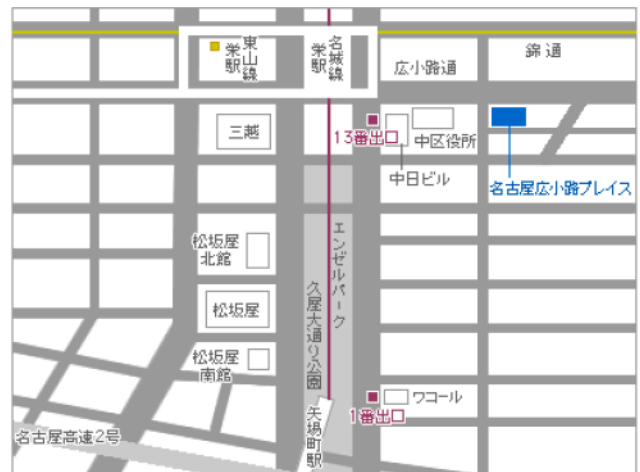 東山線
栄駅
名城線
栄駅
広小路通
錦通
三越
13番出口
中区役所
中日ビル
名古屋広小路プレイス
松坂屋
北館
エンゼルパーク
久屋大通り公園
松坂屋
松坂屋
南館
ワコール
1番出口
矢場町駅
名古屋高速2号